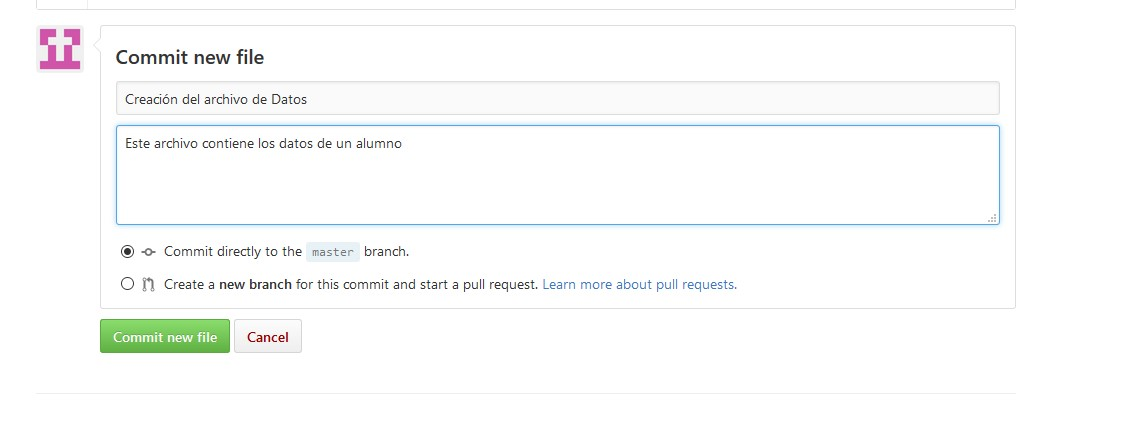 Commit new file
Creación del archivo de Datos
Este archivo contiene los datos de un alumno
Commit directly to the master branch.
Create a new branch for this commit and start a pull request. Learn more about pull requests.
Commit new file Cancel